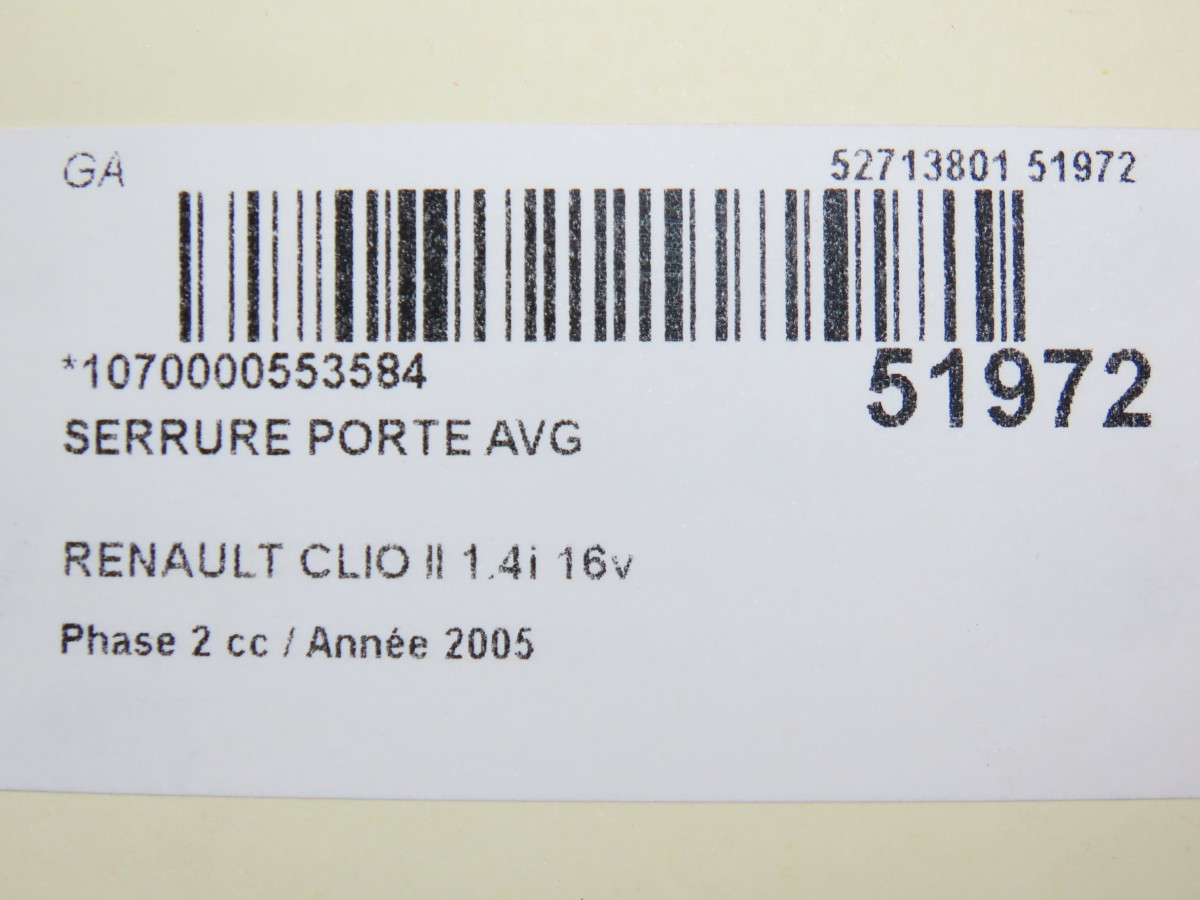 GA
52713801 51972
*1070000553584
51972
SERRURE PORTE AVG
RENAULT CLIO II 1.4i 16v
Phase 2 cc / Année 2005